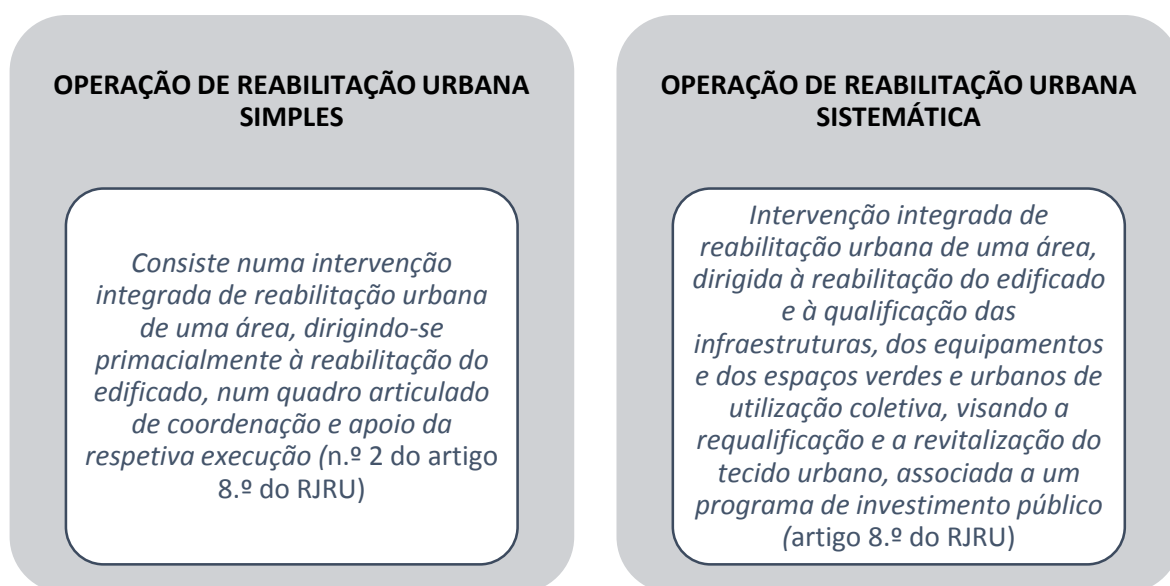 OPERAÇÃO DE REABILITAÇÃO URBANA
SIMPLES
Consiste numa intervenção
integrada de reabilitação urbana
de uma área, dirigindo-se
primacialmente à reabilitação do
edificado, num quadro articulado
de coordenação e apoio da
respetiva execução (n.º 2 do artigo
8.º do RJRU)
OPERAÇÃO DE REABILITAÇÃO URBANA
SISTEMÁTICA
Intervenção integrada de
reabilitação urbana de uma área,
dirigida à reabilitação do edificado
e à qualificação das
infraestruturas, dos equipamentos
e dos espaços verdes e urbanos de
utilização coletiva, visando a
requalificação e a revitalização do
tecido urbano, associada a um
programa de investimento público
(artigo 8.º do RJRU)